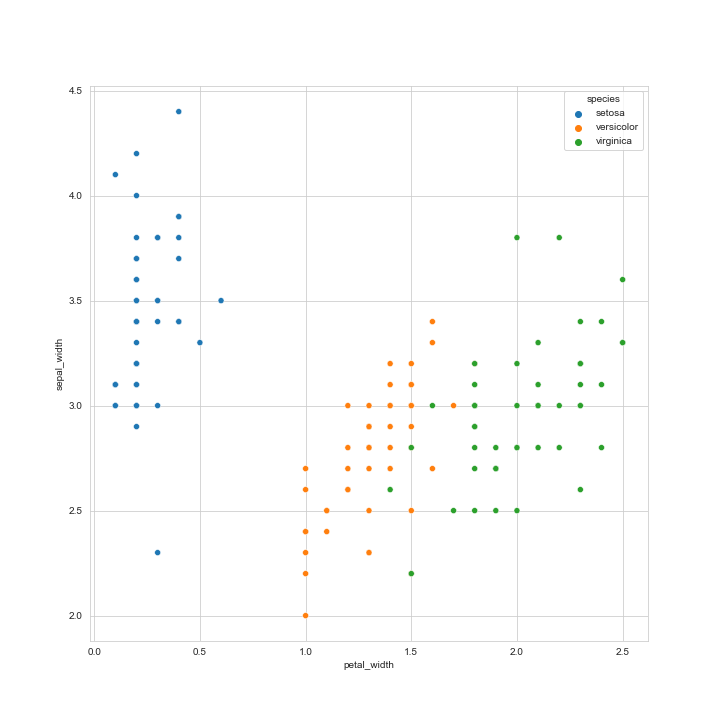 4.5
4.0
3.5
3.0
2.5
2.0
sepal_width
species
setosa
versicolor
virginica
0.0 0.5 1.0 1.5 2.0 2.5
petal_width